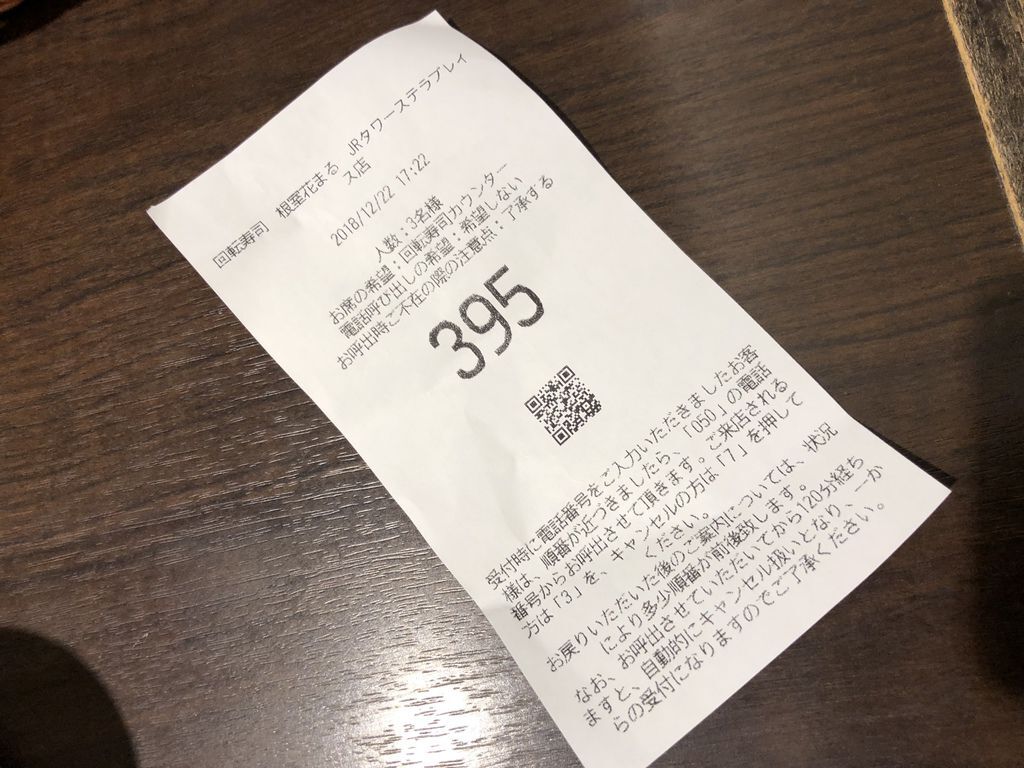 回転寿司 根室花まる JRタワーステラプレイ
ス店
2018/12/22 17:22
人数:3名様
お席の希望:回転寿司カウンター
電話呼び出しの希望:希望しない
お呼出時ご不在の際の注意点:了承する
395
受付時に電話番号をご入力いただきましたお客
様は、順番が近づきましたら、「050」の電話
番号からお呼出させて頂きます。ご来店される
方は「3」を、キャンセルの方は「7」を押して
ください。
お戻りいただいた後のご案内については、状況
により多少順番が前後致します。
なお、お呼出させていただいてから120分経ち
ますと、自動的にキャンセル扱いとなり、一か
らの受付になりますのでご了承ください。